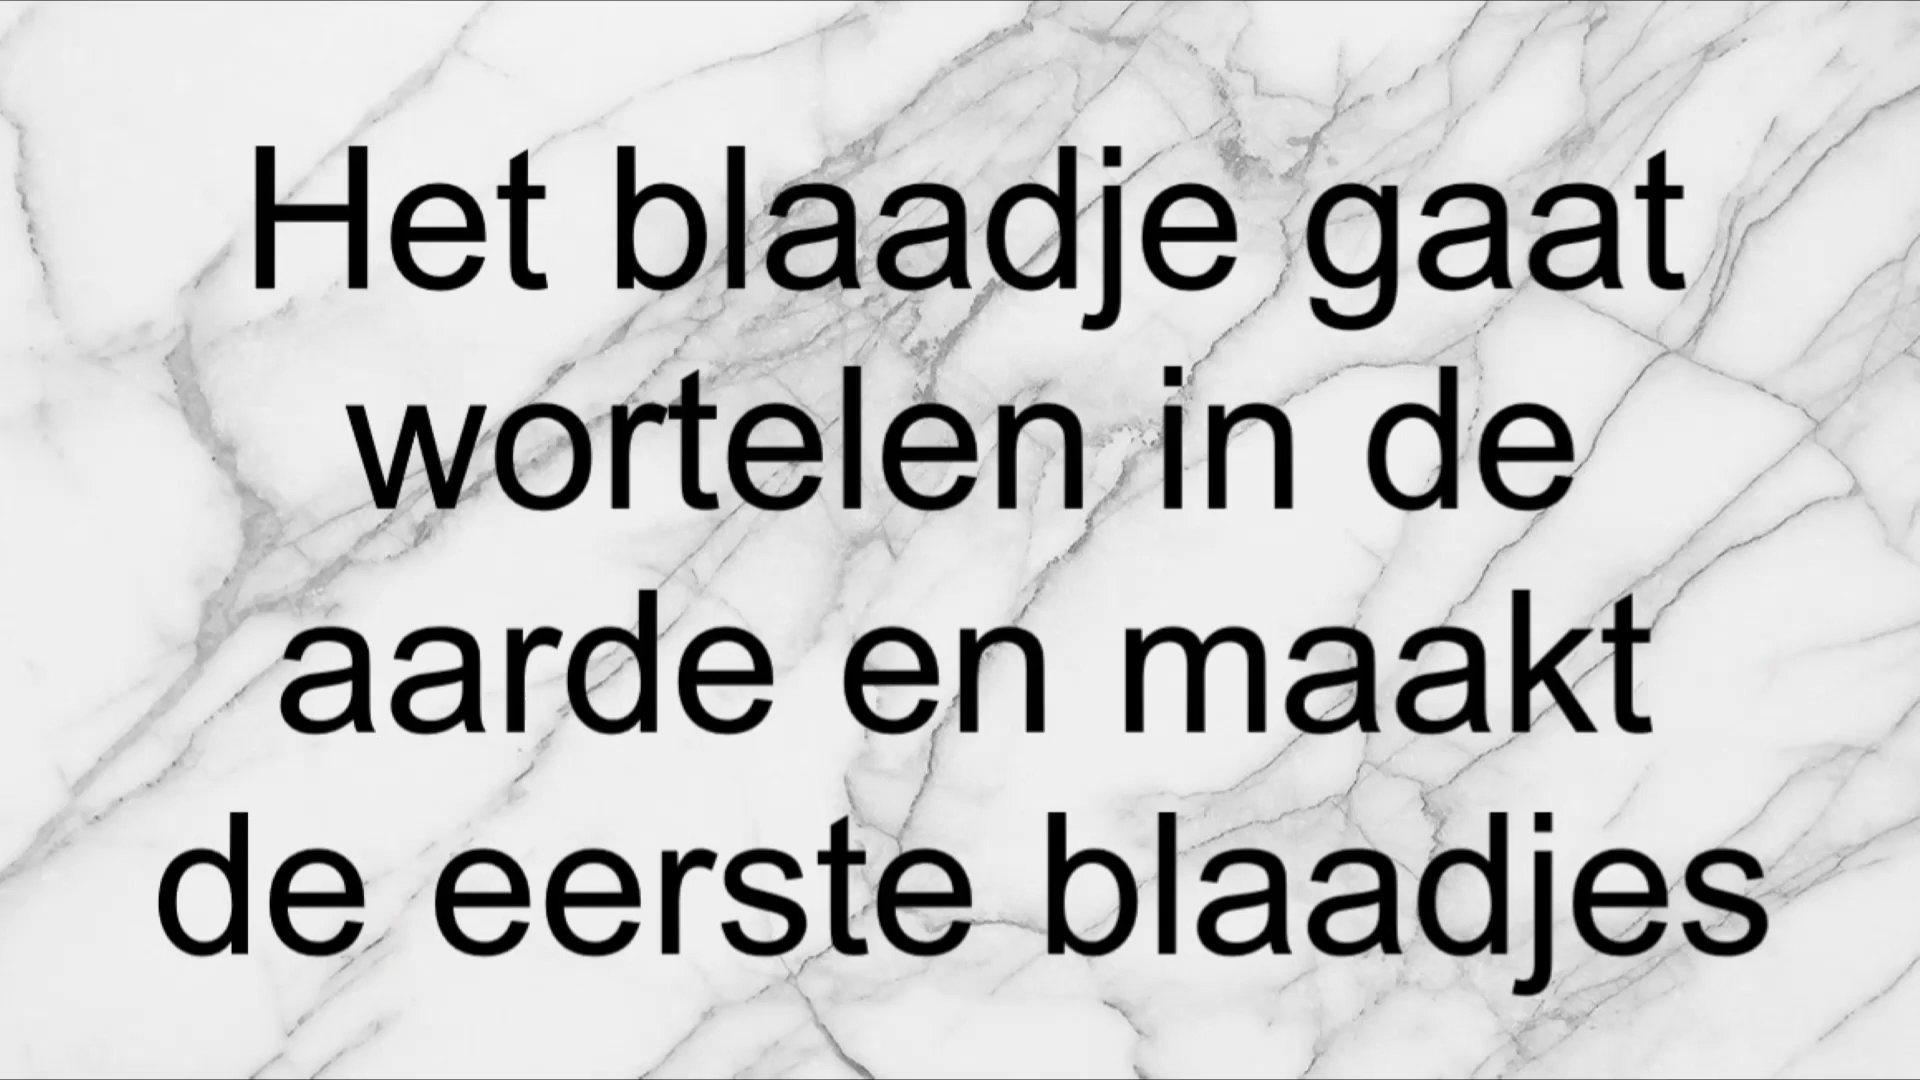 Het blaadje gaat
wortelen in de
aarde en maakt
de eerste blaadjes